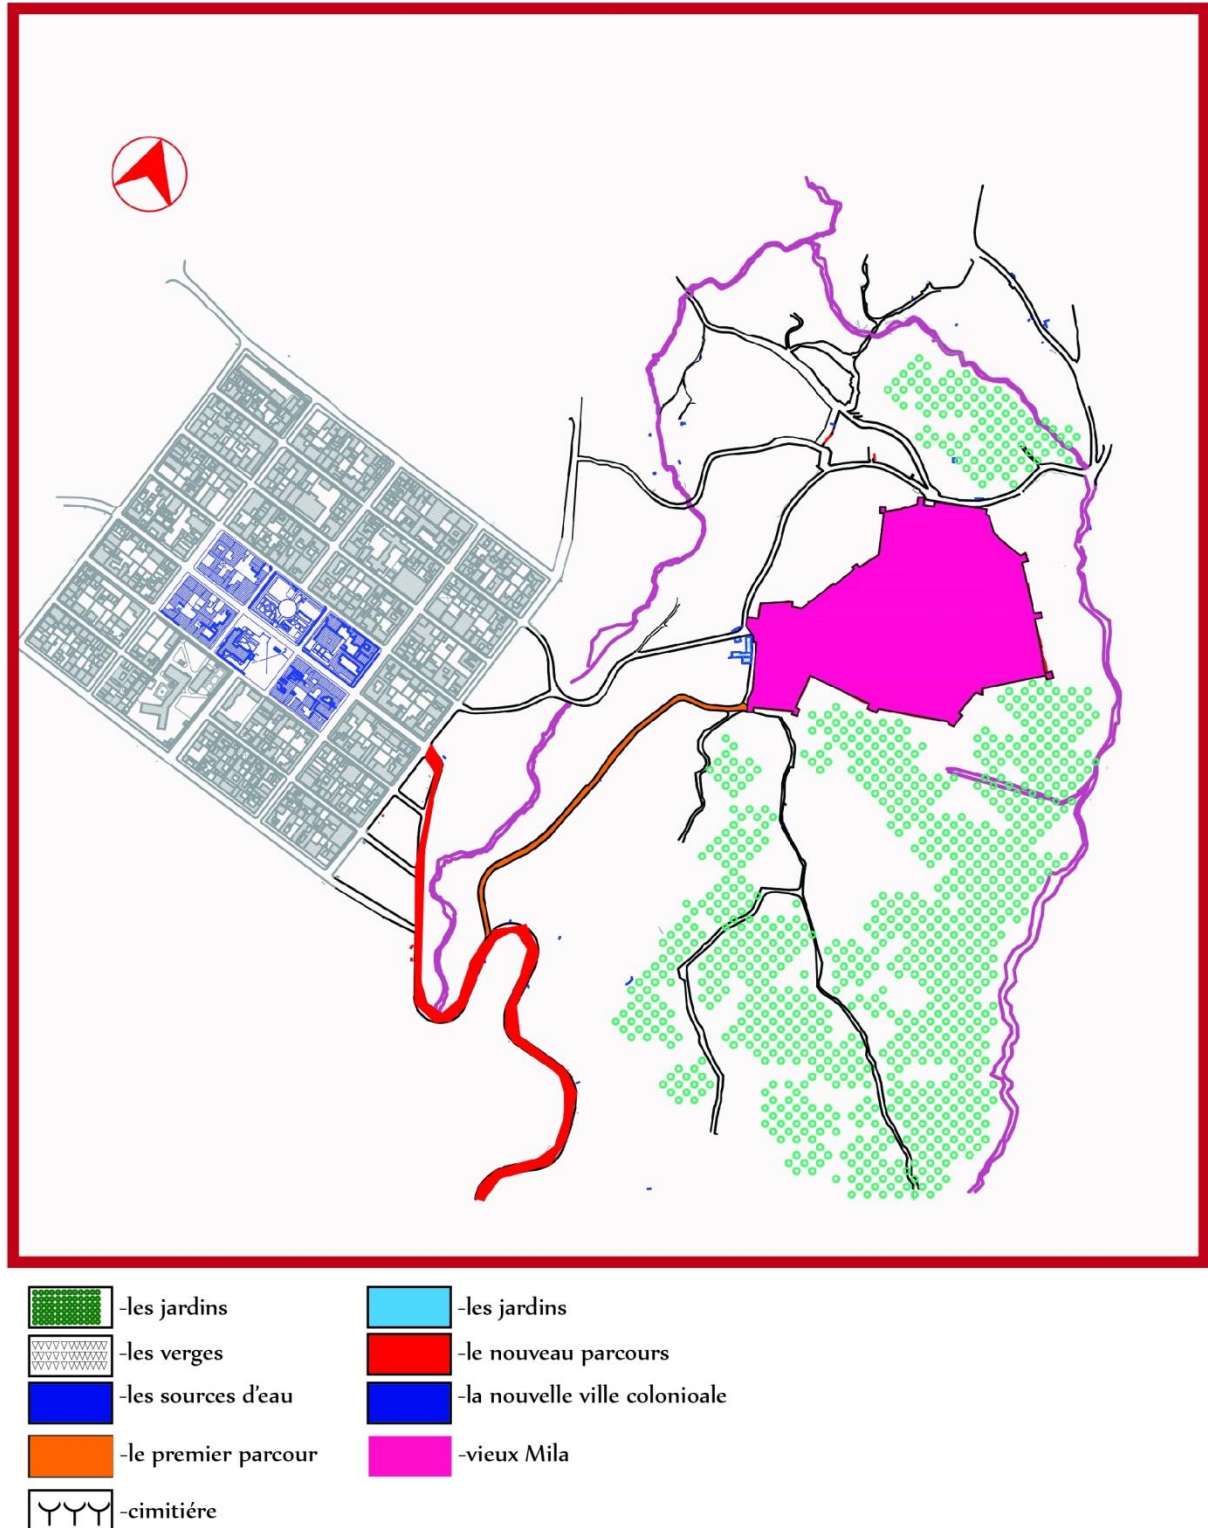 -les jardins
-les verges
-les sources d'eau
-le premier parcour
-cimitiére
-les jardins
-le nouveau parcours
-la nouvelle ville colonioale
-vieux Mila